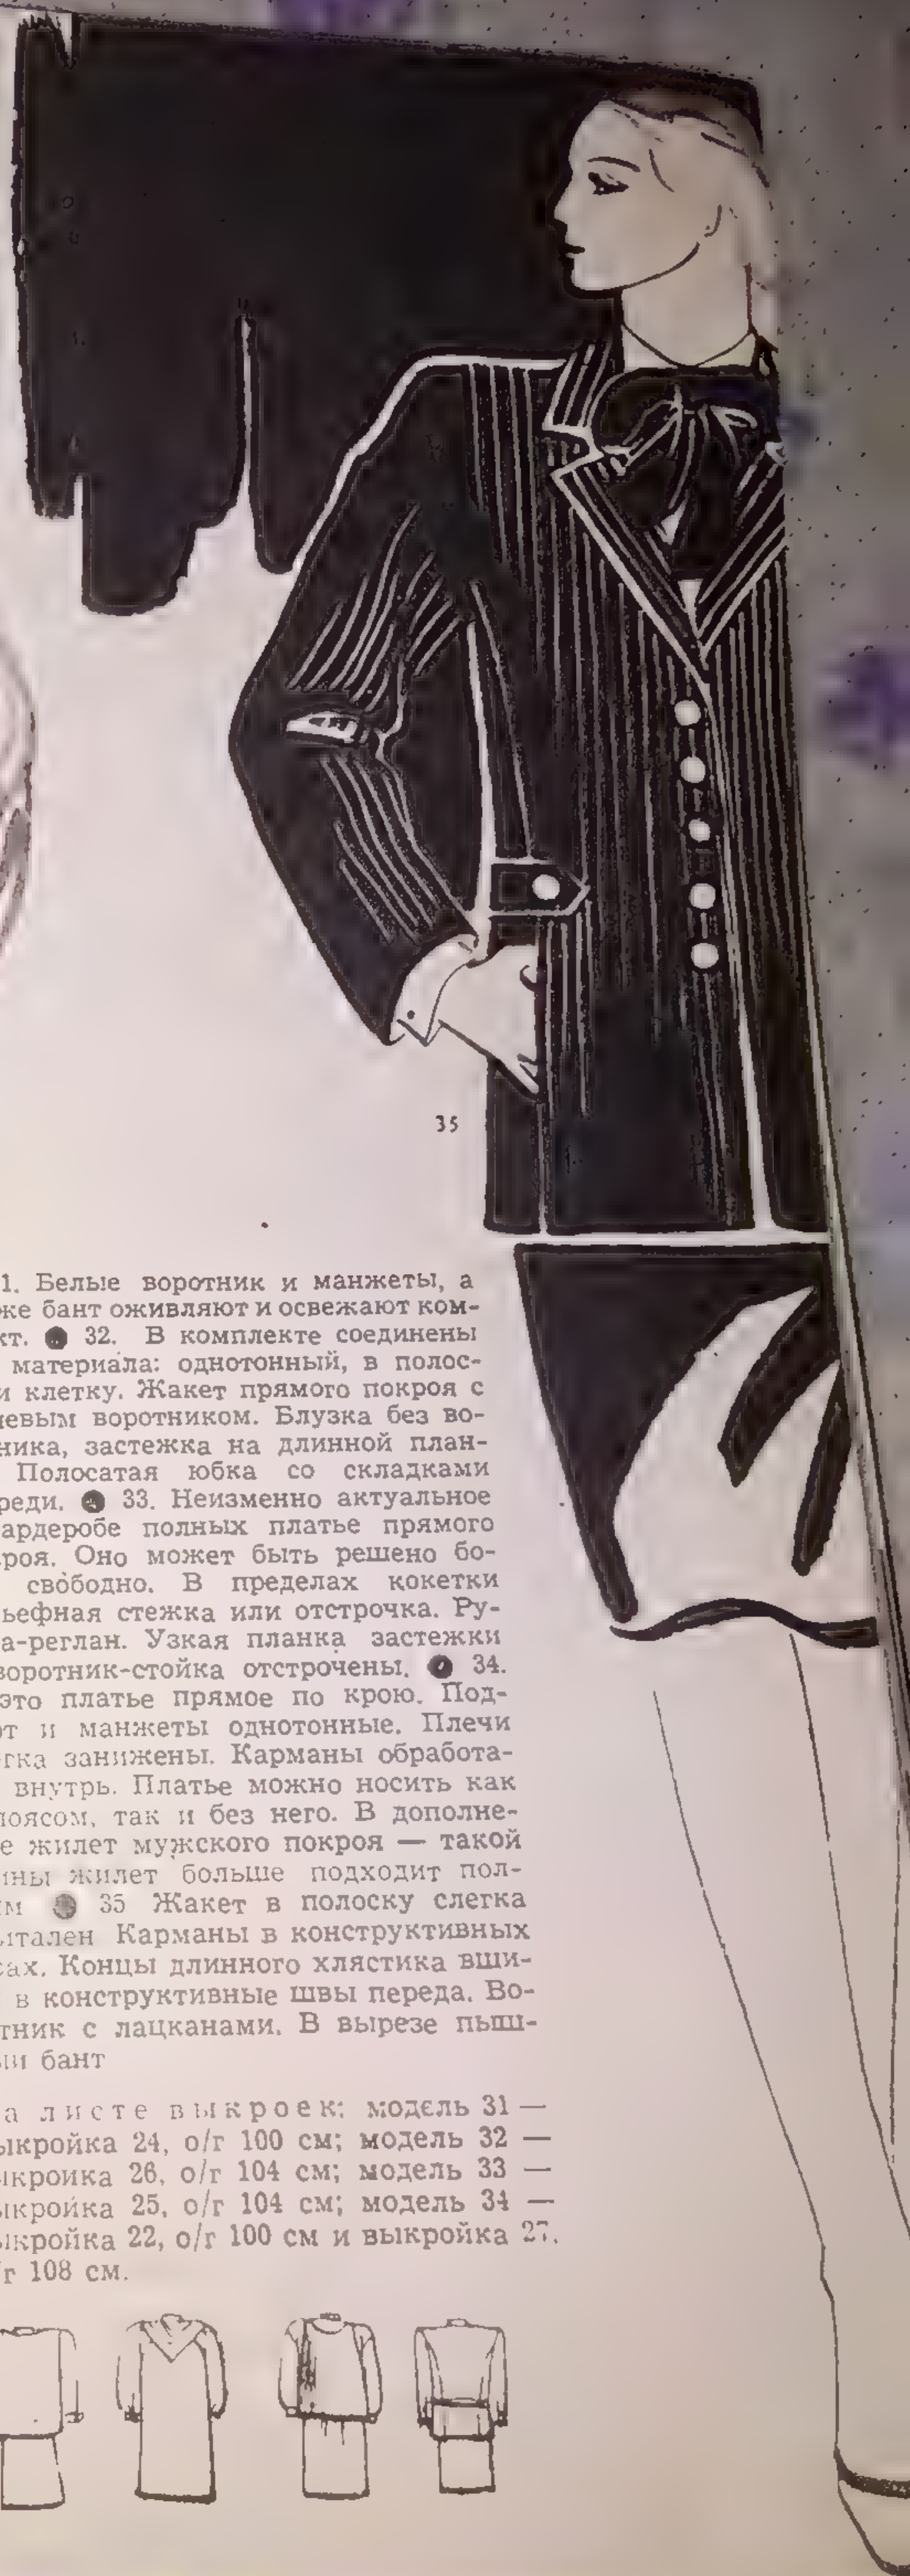 35
1. Белые воротник и манжеты, а
же бант оживляют и освежают ком-
кт. ● 32. В комплекте соединены
материала: однотонный, в полос-
и клетку. Жакет прямого покроя с
левым воротником. Блузка без во-
ника, застежка на длинной план-
Полосатая юбка со складками
реди. ● 33. Неизменно актуальное
ардеробе полных платье прямого
кроя. Оно может быть решено бо-
свободно. В пределах кокетки
ьефная стежка или отстрочка. Ру-
а-реглан. Узкая планка застежки
воротник-стойка отстрочены. ● 34.
это платье прямое по крою. Под-
рт и манжеты однотонные. Плечи
гка занижены. Карманы обработа-
внутрь. Платье можно носить как
поясом, так и без него. В дополне-
е жилет мужского покроя — такой
ины жилет больше подходит пол-
ым ● 35 Жакет в полоску слегка
итален Карманы в конструктивных
сах. Концы длинного хлястика вши-
в конструктивные швы переда. Во-
тник с лацканами. В вырезе пыш-
ый бант
а листе выкроек: модель 31 —
ыкройка 24, о/г 100 см; модель 32 —
ыкройка 26, о/г 104 см; модель 33 —
ыкройка 25, о/г 104 см; модель 34 —
ыкройка 22, о/г 100 см и выкройка 27,
/г 108 см.